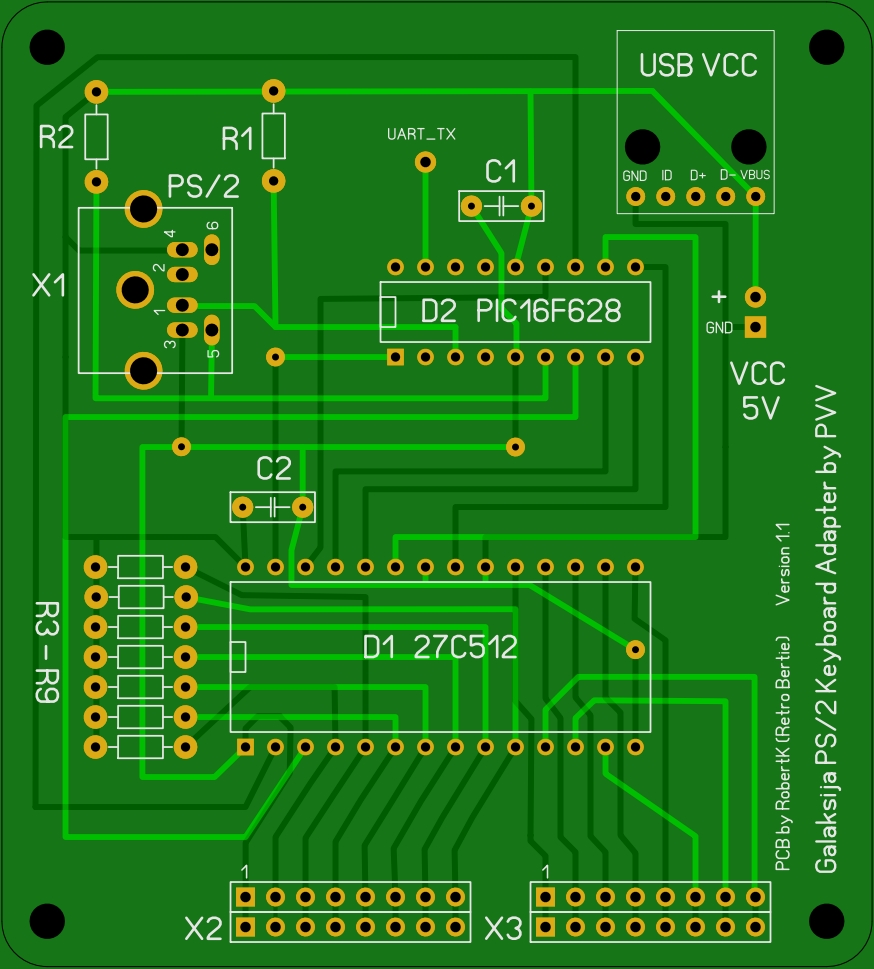 USB VCC
R2
R1
UART_TX
C1
GND ID D+ D- VBUS
PS/2
4
6
2
X1
1
3
5
D2 PIC16F628
+
GND
VCC
5V
C2
R3 - R9
D1 27C512
PCB by RobertK (Retro Bertie) Version 1.1
Galaksija PS/2 Keyboard Adapter by PVV
1
1
X2
X3